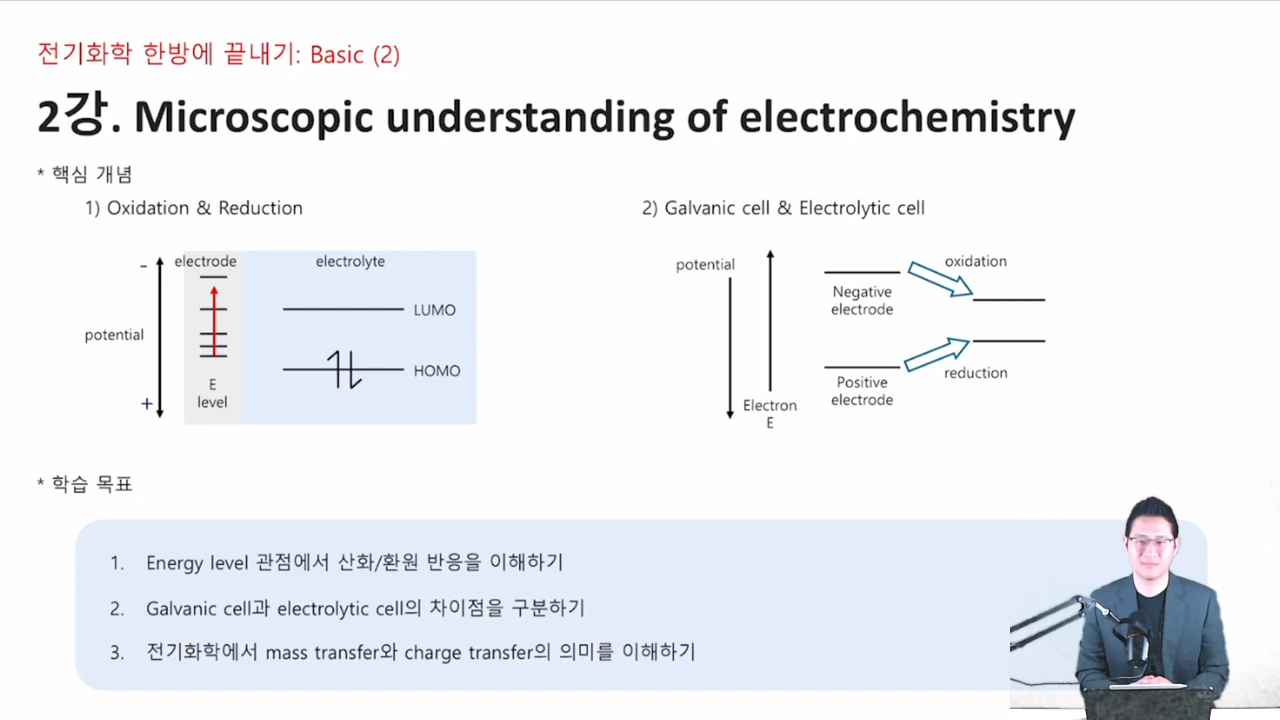 전기화학 한방에 끝내기: Basic (2)
2강. Microscopic understanding of electrochemistry
* 핵심 개념
1) Oxidation & Reduction
-
electrode
electrolyte
LUMO
potential
HOMO
E
level
+
2) Galvanic cell & Electrolytic cell
potential
oxidation
Negative
electrode
reduction
Positive
electrode
Electron
E
* 학습 목표
1. Energy level 관점에서 산화/환원 반응을 이해하기
2. Galvanic cell과 electrolytic cell의 차이점을 구분하기
3. 전기화학에서 mass transfer와 charge transfer의 의미를 이해하기